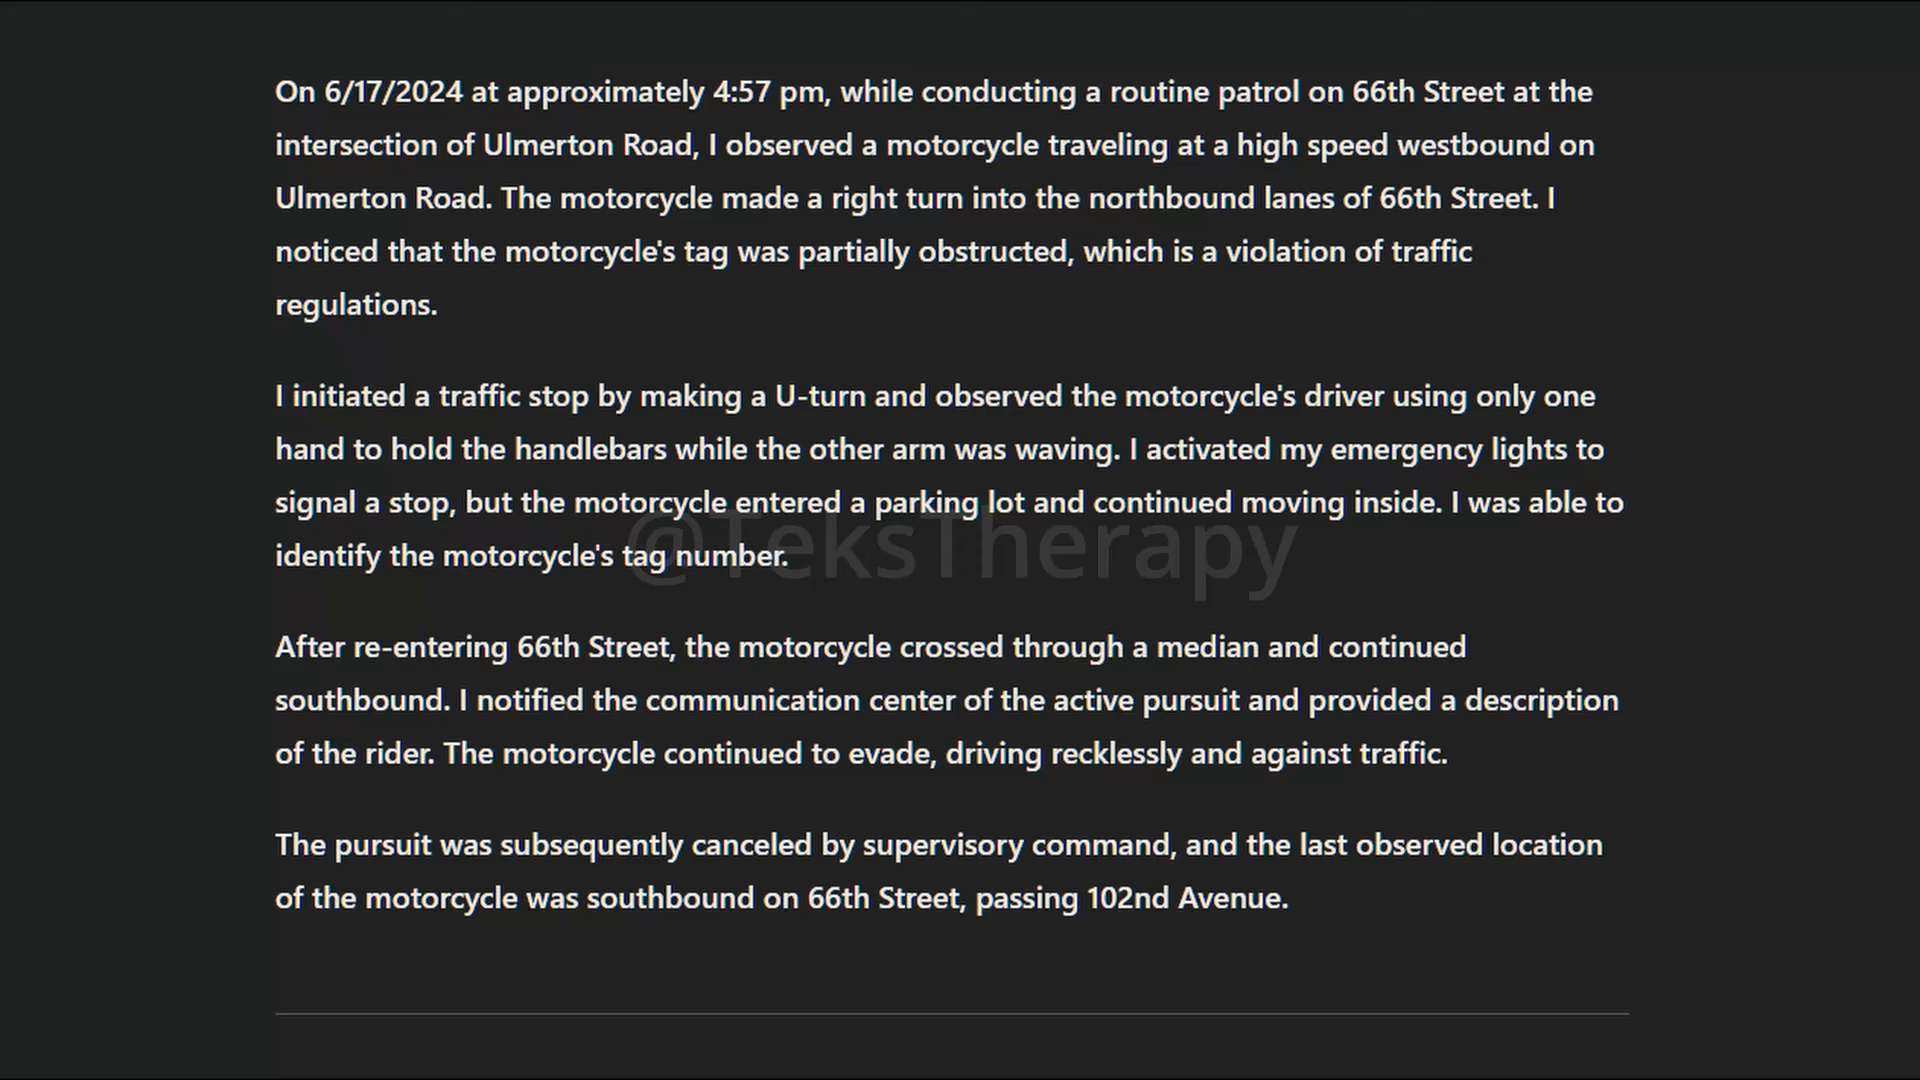 On 6/17/2024 at approximately 4:57 pm, while conducting a routine patrol on 66th Street at the
intersection of Ulmerton Road, I observed a motorcycle traveling at a high speed westbound on
Ulmerton Road. The motorcycle made a right turn into the northbound lanes of 66th Street. I
noticed that the motorcycle's tag was partially obstructed, which is a violation of traffic
regulations.
I initiated a traffic stop by making a U-turn and observed the motorcycle's driver using only one
hand to hold the handlebars while the other arm was waving. I activated my emergency lights to
signal a stop, but the motorcycle entered a parking lot and continued moving inside. I was able to
identify the motorcycle's tag number.
@TeksTherapy
After re-entering 66th Street, the motorcycle crossed through a median and continued
southbound. I notified the communication center of the active pursuit and provided a description
of the rider. The motorcycle continued to evade, driving recklessly and against traffic.
The pursuit was subsequently canceled by supervisory command, and the last observed location
of the motorcycle was southbound on 66th Street, passing 102nd Avenue.